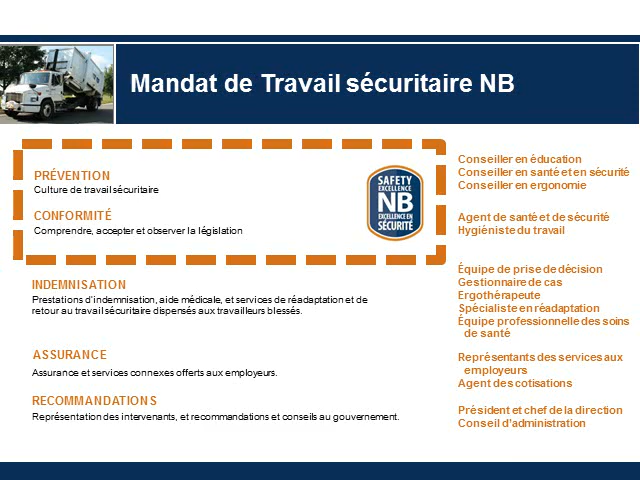 Mandat de Travail sécuritaire NB
PRÉVENTION
Culture de travail sécuritaire
CONFORMITÉ
Comprendre, accepter et observer la législation
SAFETY
EXCELLENCE
NB
EXCELLENCE EN
SÉCURITÉ
INDEMNISATION
Prestations d'indemnisation, aide médicale, et services de réadaptation et de
retour au travail sécuritaire dispensés aux travailleurs blessés.
ASSURANCE
Assurance et services connexes offerts aux employeurs.
RECOMMANDATIONS
Représentation des intervenants, et recommandations et conseils au gouvernement.
Conseiller en éducation
Conseiller en santé et en sécurité
Conseiller en ergonomie
Agent de santé et de sécurité
Hygiéniste du travail
Équipe de prise de décision
Gestionnaire de cas
Ergothérapeute
Spécialiste en réadaptation
Équipe professionnelle des soins
de santé
Représentants des services aux
employeurs
Agent des cotisations
Président et chef de la direction
Conseil d'administration